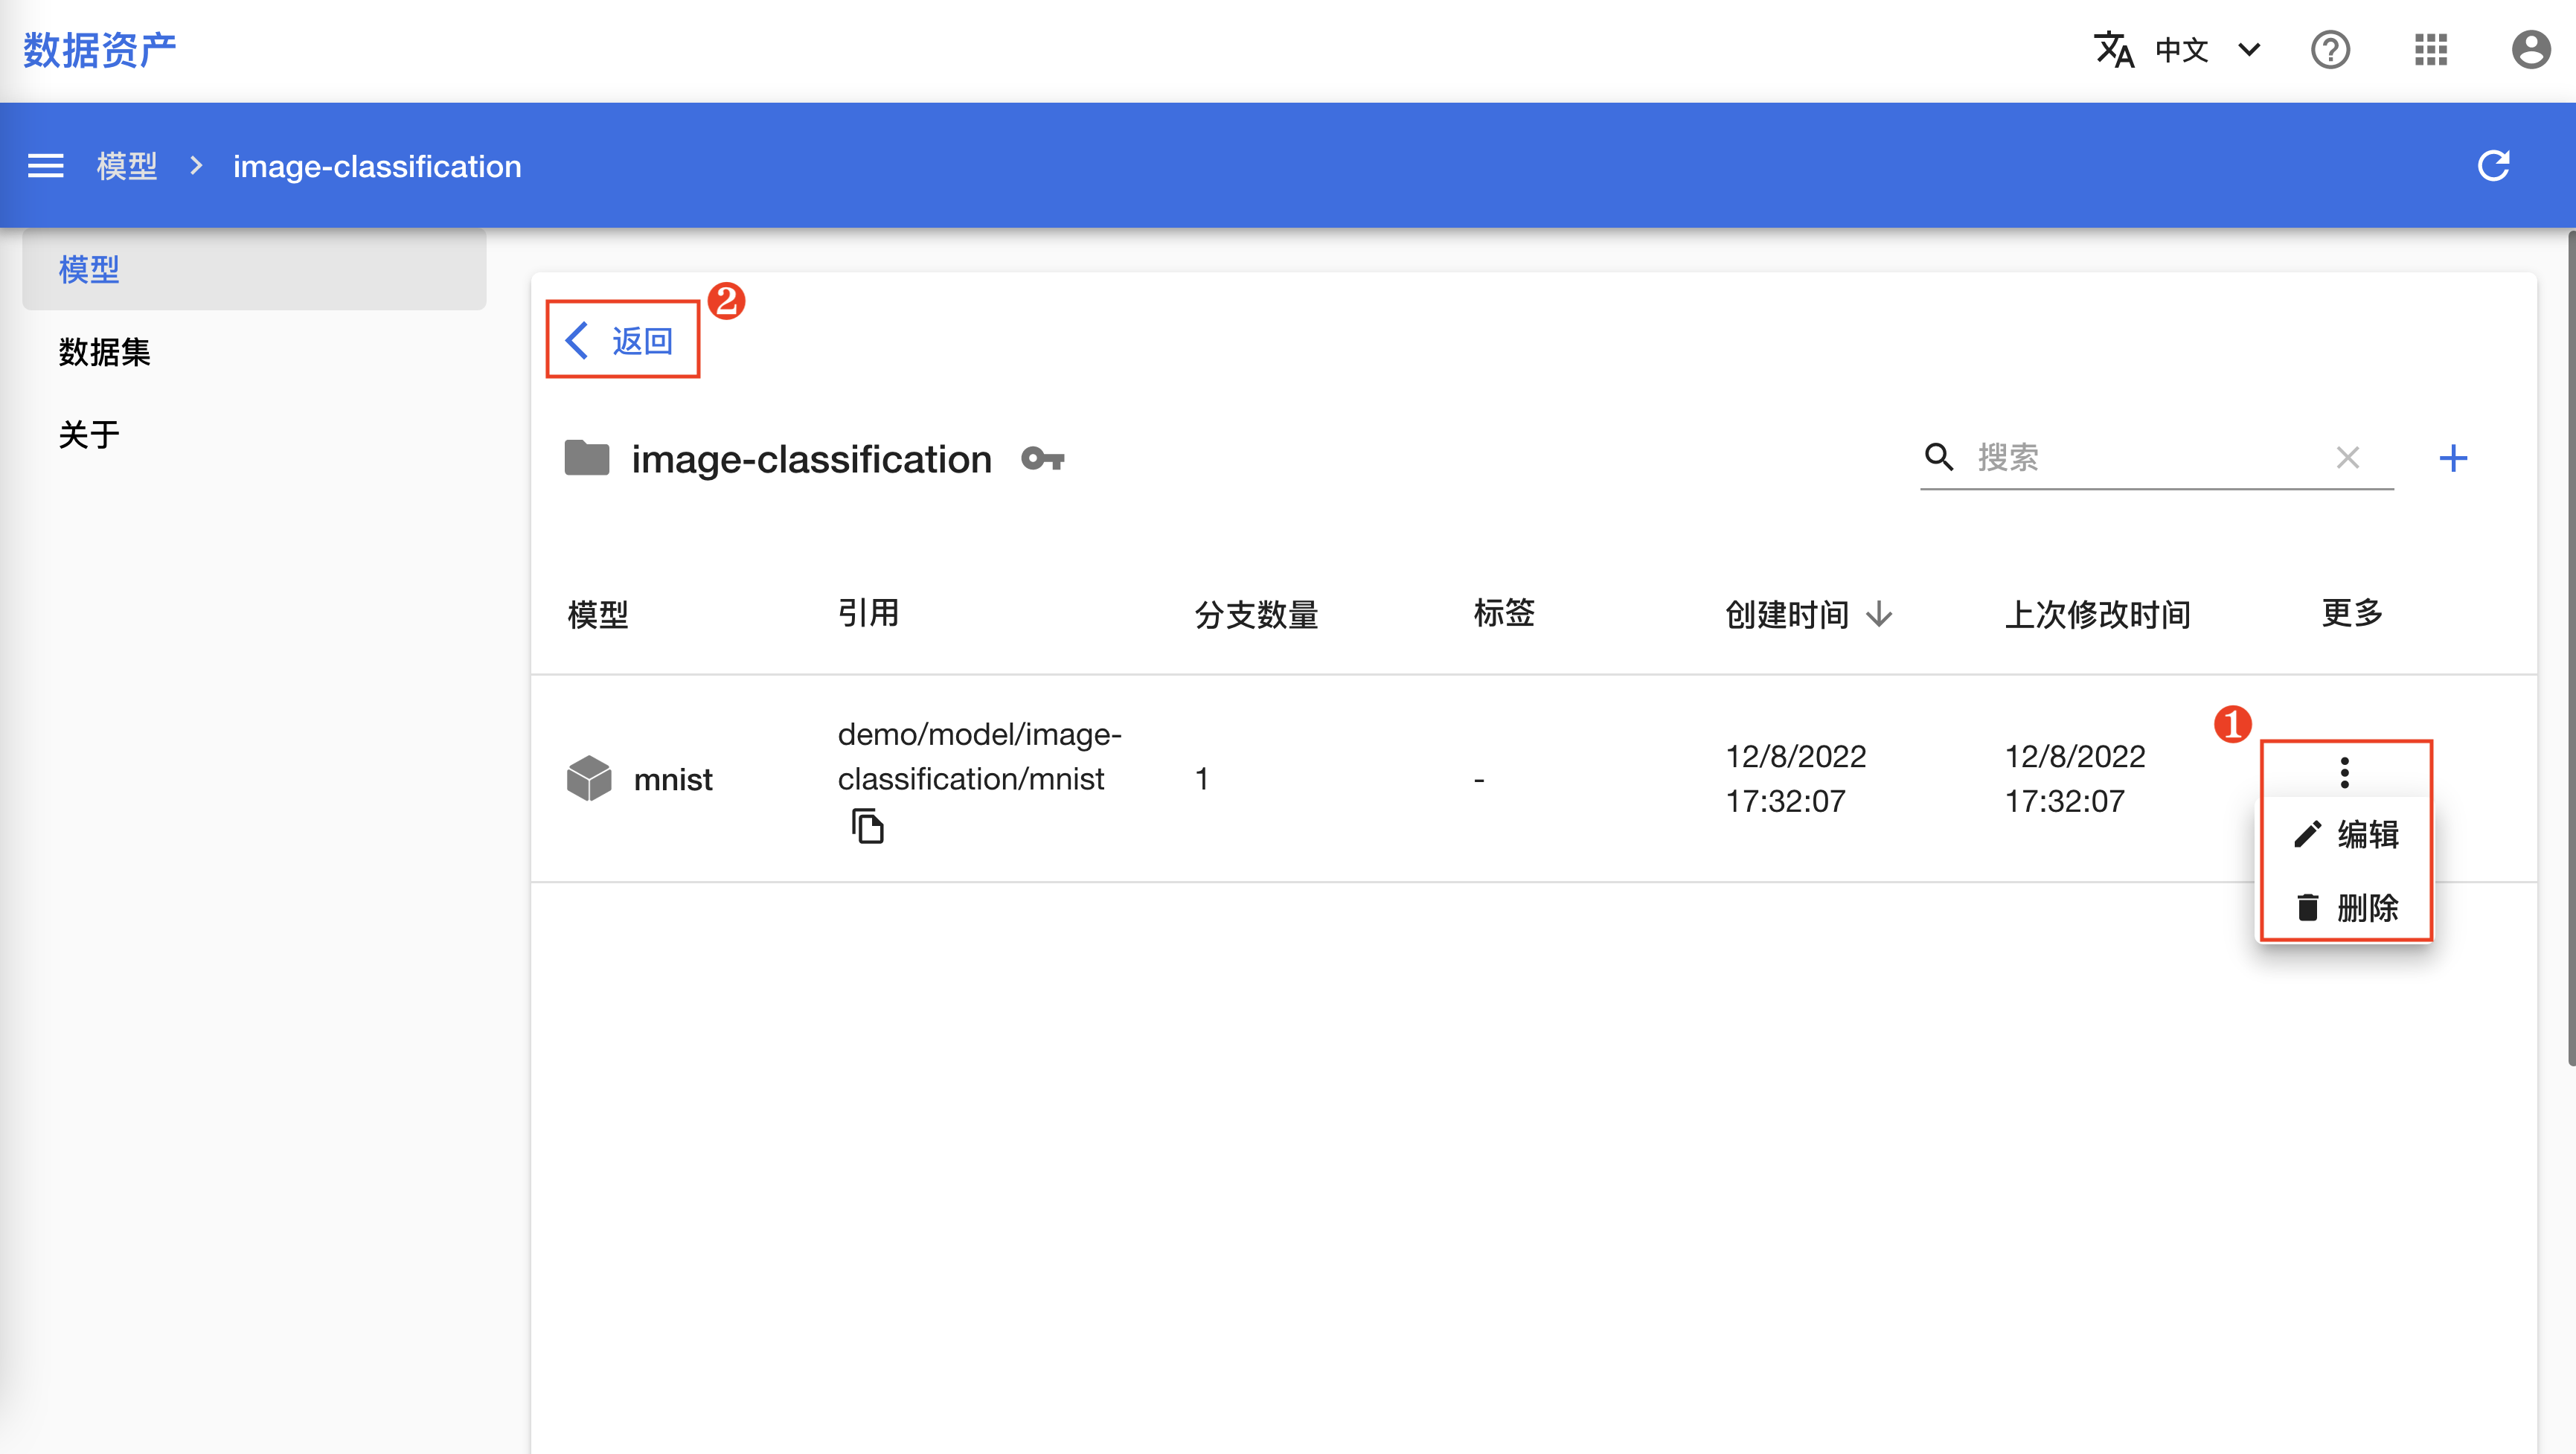 数据资产
中文
模型
image-classification
模型
数据集
关于
返回
2
image-classification
搜索
模型 引用 分支数量 标签 创建时间 上次修改时间 更多
mnist
demo/model/image-
classification/mnist
1
-
12/8/2022
17:32:07
12/8/2022
17:32:07
1
编辑
删除